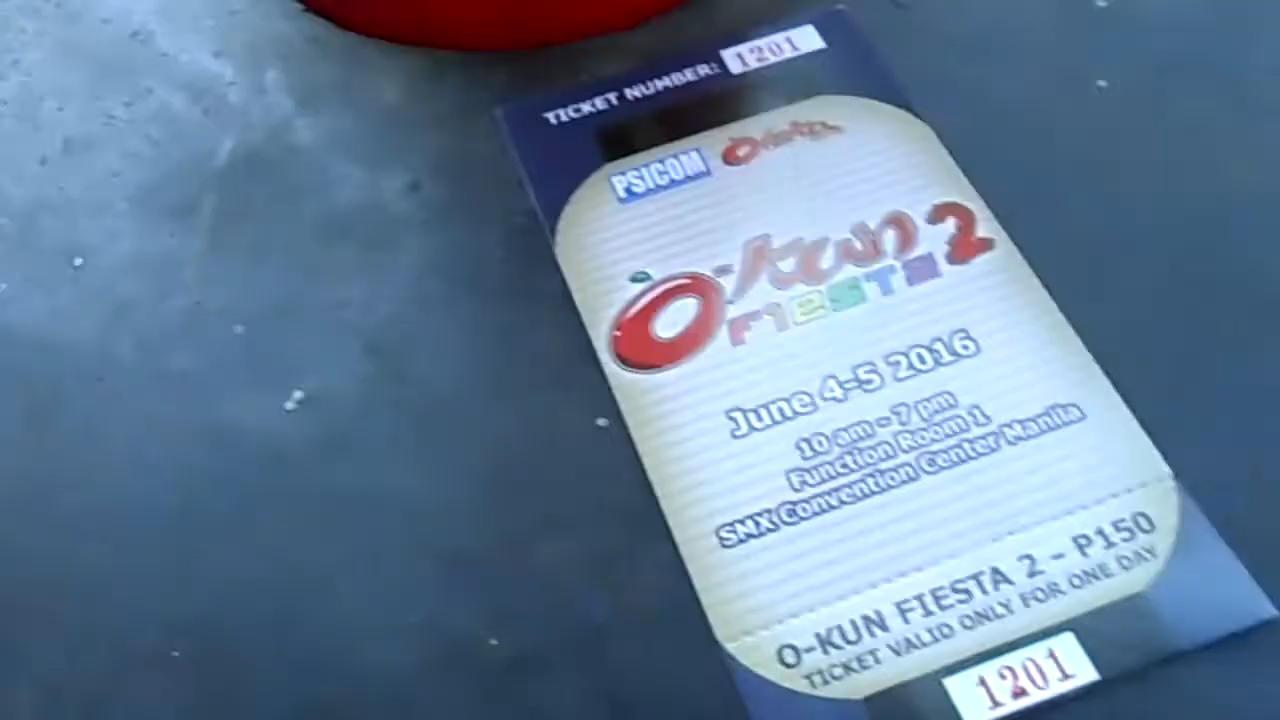 TICKET NUMBER: 1201
PSICOM O-Kun
O-Kun 2
FIESTA
June 4-5 2016
10 am - 7 pm
Function Room 1
SMX Convention Center Manila
O-KUN FIESTA 2 - P150
TICKET VALID ONLY FOR ONE DAY
1201